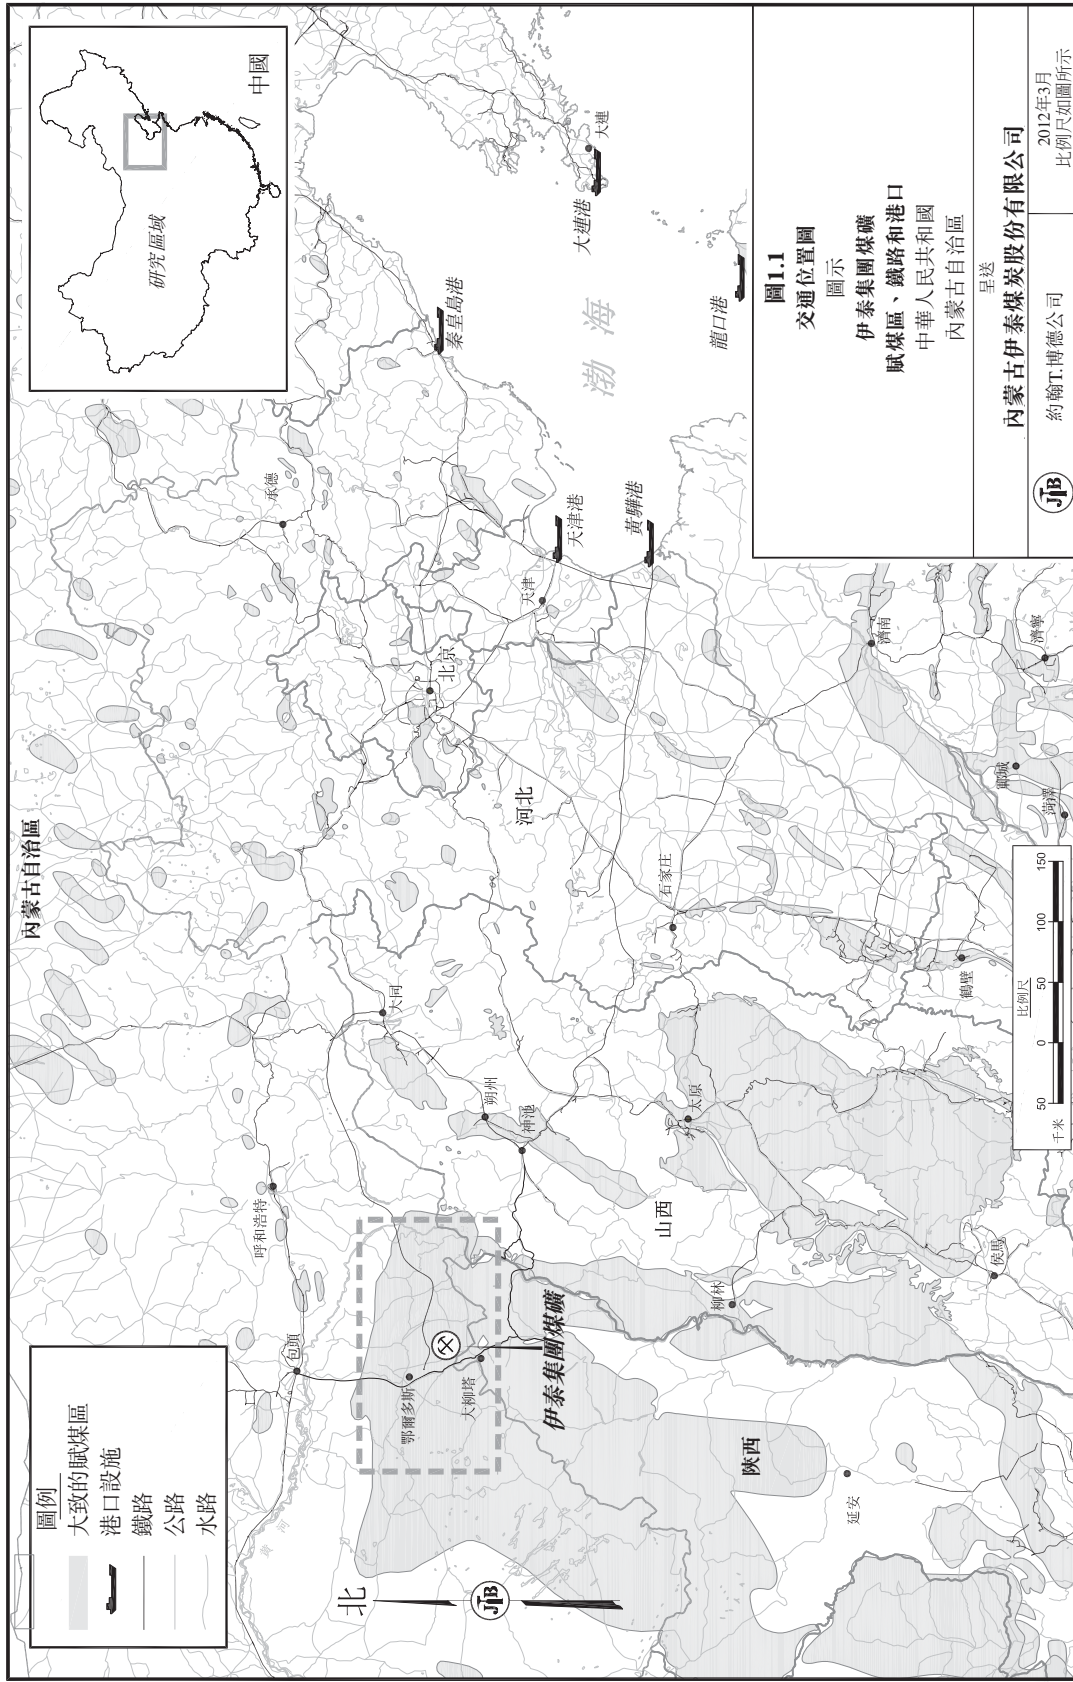 圖例
大致的賦煤區
港口設施
鐵路
公路
水路
北
JTB
中國
研究區域
內蒙古自治區
承德
秦皇島港
大連港
大連
渤海
龍口港
天津港
天津
黃驊港
北京
河北
石家庄
濟南
濟寧
鄄城
菏澤
鶴壁
大同
朔州
神池
太原
山西
呼和浩特
包頭
鄂爾多斯
大柳塔
伊泰集團煤礦
柳林
侯馬
陝西
延安
黃河
比例尺
千米
50 0 50 100 150
圖1.1
交通位置圖
圖示
伊泰集團煤礦
賦煤區、鐵路和港口
中華人民共和國
內蒙古自治區
呈送
內蒙古伊泰煤炭股份有限公司
JTB
約翰T.博德公司
2012年3月
比例尺如圖所示